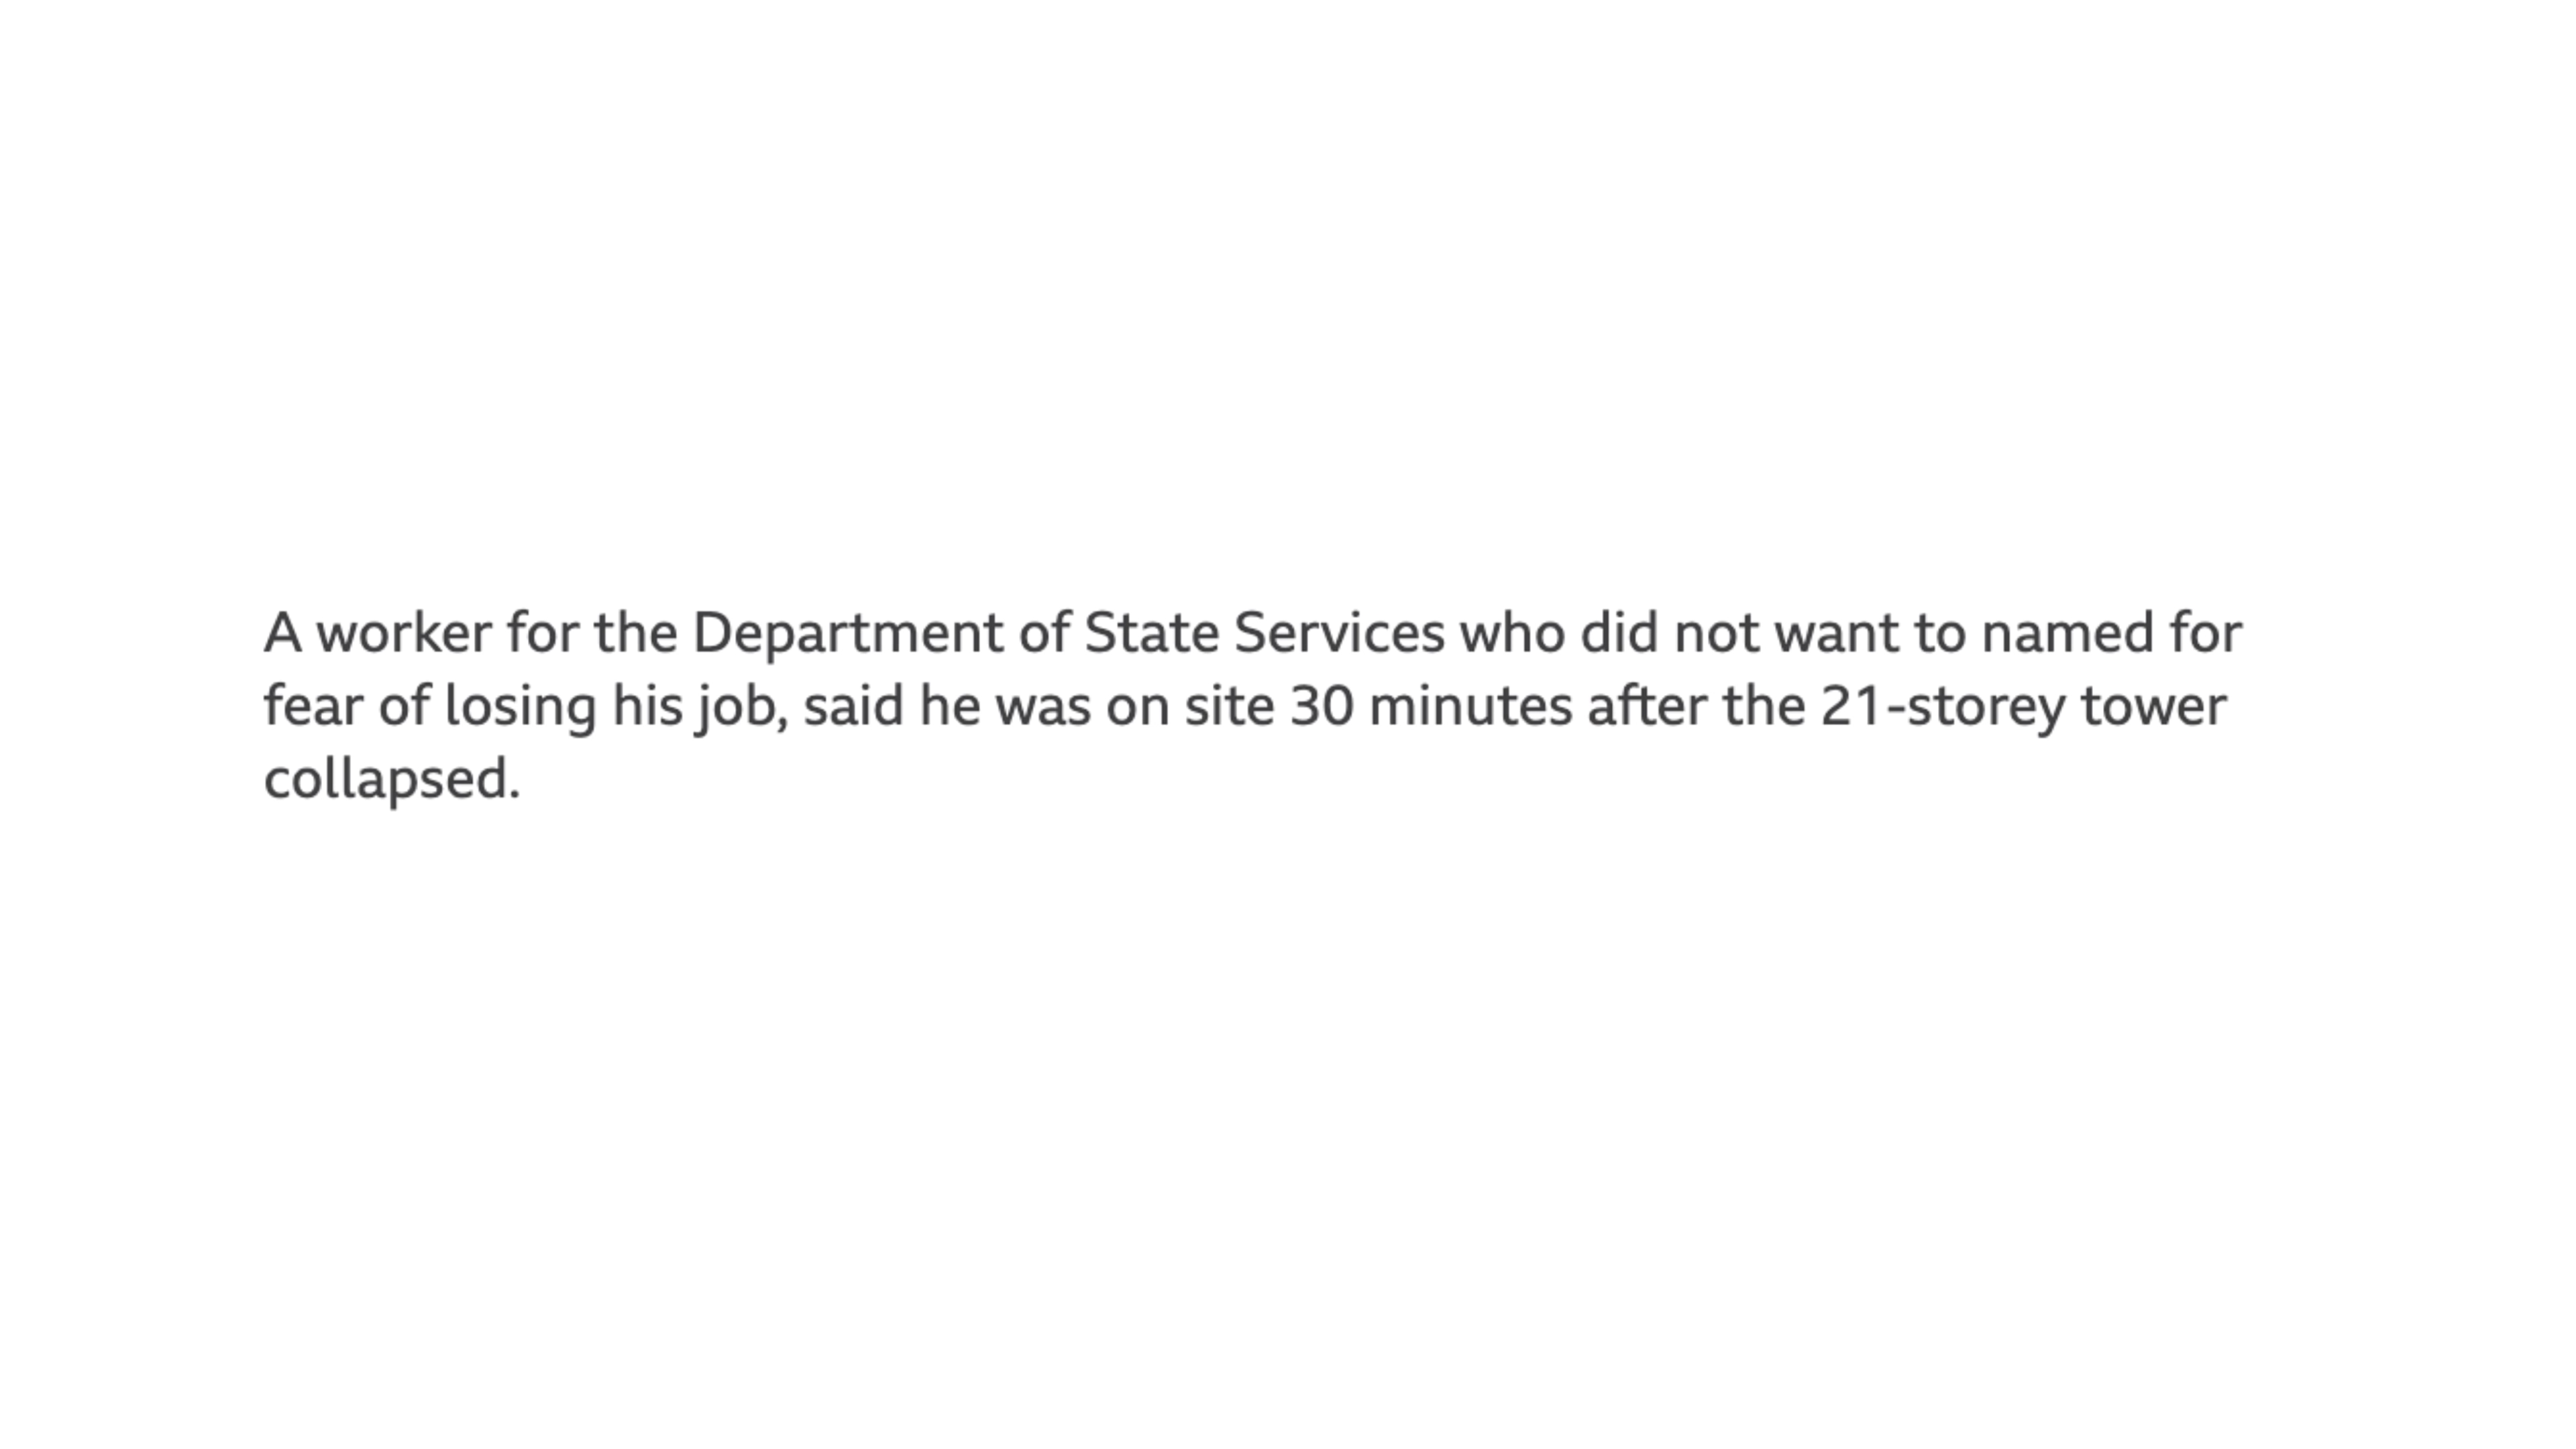 A worker for the Department of State Services who did not want to named for
fear of losing his job, said he was on site 30 minutes after the 21-storey tower
collapsed.